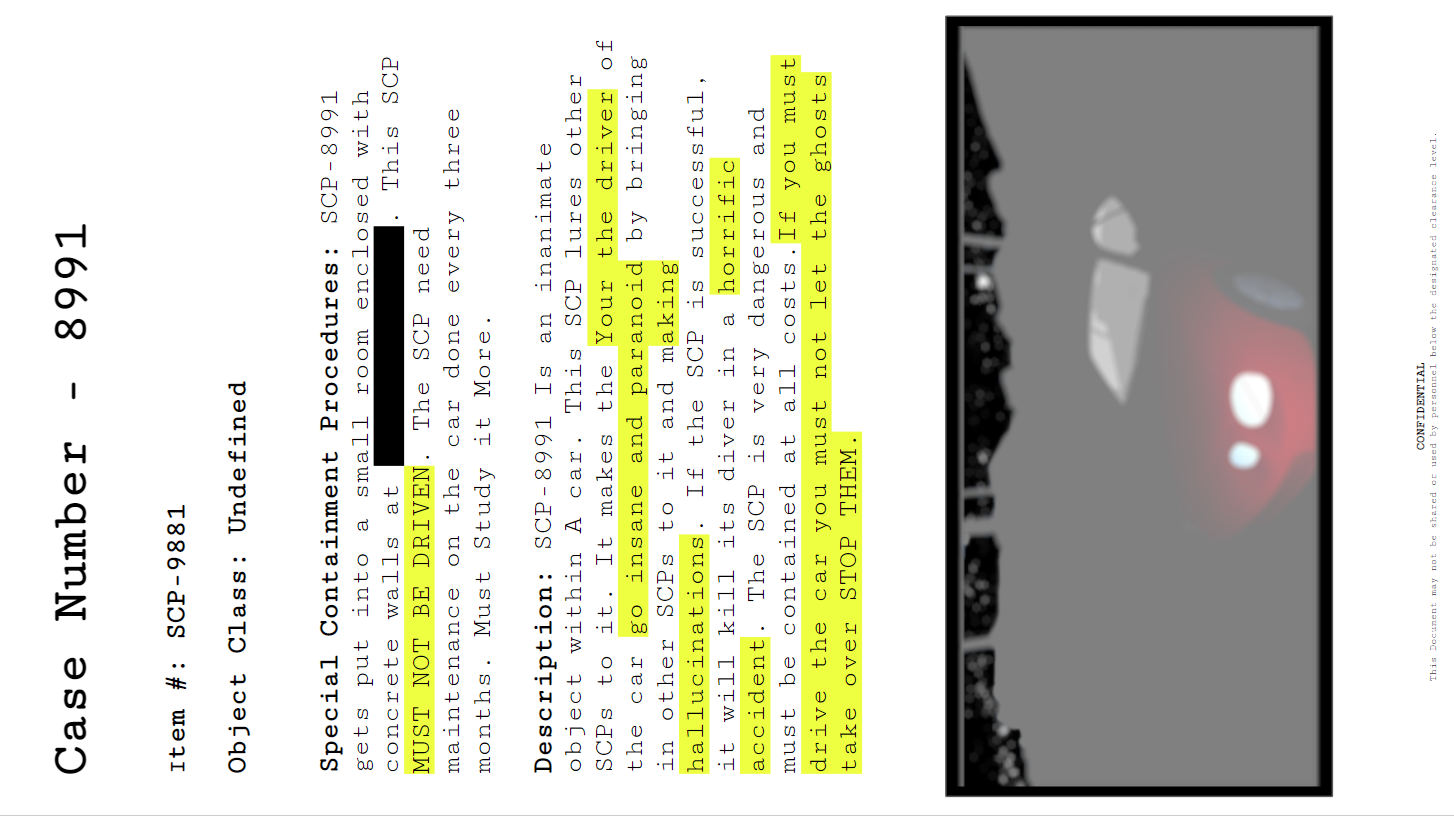 Case Number - 8991
Item #: SCP-9881
Object Class: Undefined
Special Containment Procedures: SCP-8991
gets put into a small room enclosed with
concrete walls at . This SCP
MUST NOT BE DRIVEN. The SCP need
maintenance on the car done every three
months. Must Study it More.
Description: SCP-8991 Is an inanimate
object within A car. This SCP lures other
SCPs to it. It makes the Your the driver of
the car go insane and paranoid by bringing
in other SCPs to it and making
hallucinations. If the SCP is successful,
it will kill its diver in a horrific
accident. The SCP is very dangerous and
must be contained at all costs.If you must
drive the car you must not let the ghosts
take over STOP THEM.
CONFIDENTIAL
This Document may not be shared or used by personnel below the designated clearance level.